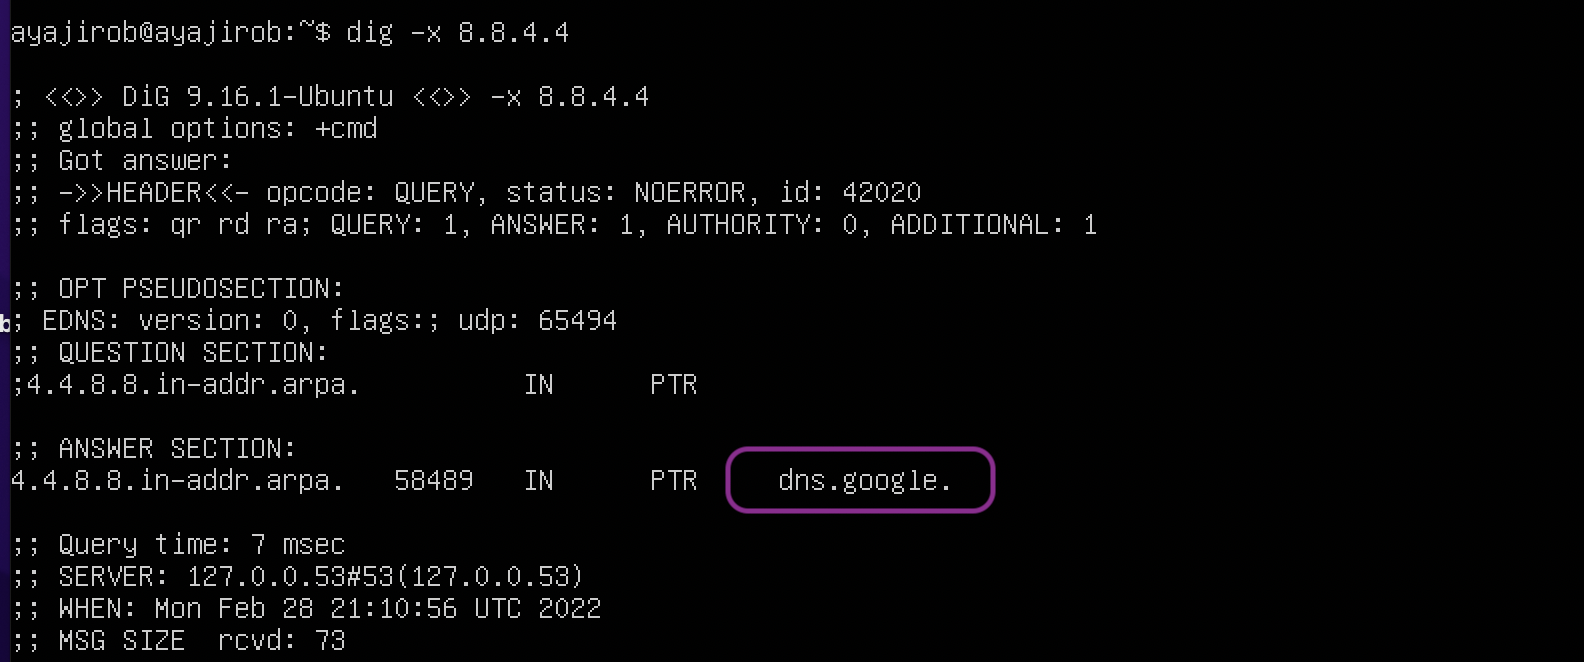 ayajirob@ayajirob:~$ dig -x 8.8.4.4
; <<>> DiG 9.16.1-Ubuntu <<>> -x 8.8.4.4
;; global options: +cmd
;; Got answer:
;; ->>HEADER<<- opcode: QUERY, status: NOERROR, id: 42020
;; flags: qr rd ra; QUERY: 1, ANSWER: 1, AUTHORITY: 0, ADDITIONAL: 1
;; OPT PSEUDOSECTION:
; EDNS: version: 0, flags:; udp: 65494
;; QUESTION SECTION:
;4.4.8.8.in-addr.arpa. IN PTR
;; ANSWER SECTION:
4.4.8.8.in-addr.arpa. 58489 IN PTR dns.google.
;; Query time: 7 msec
;; SERVER: 127.0.0.53#53(127.0.0.53)
;; WHEN: Mon Feb 28 21:10:56 UTC 2022
;; MSG SIZE rcvd: 73